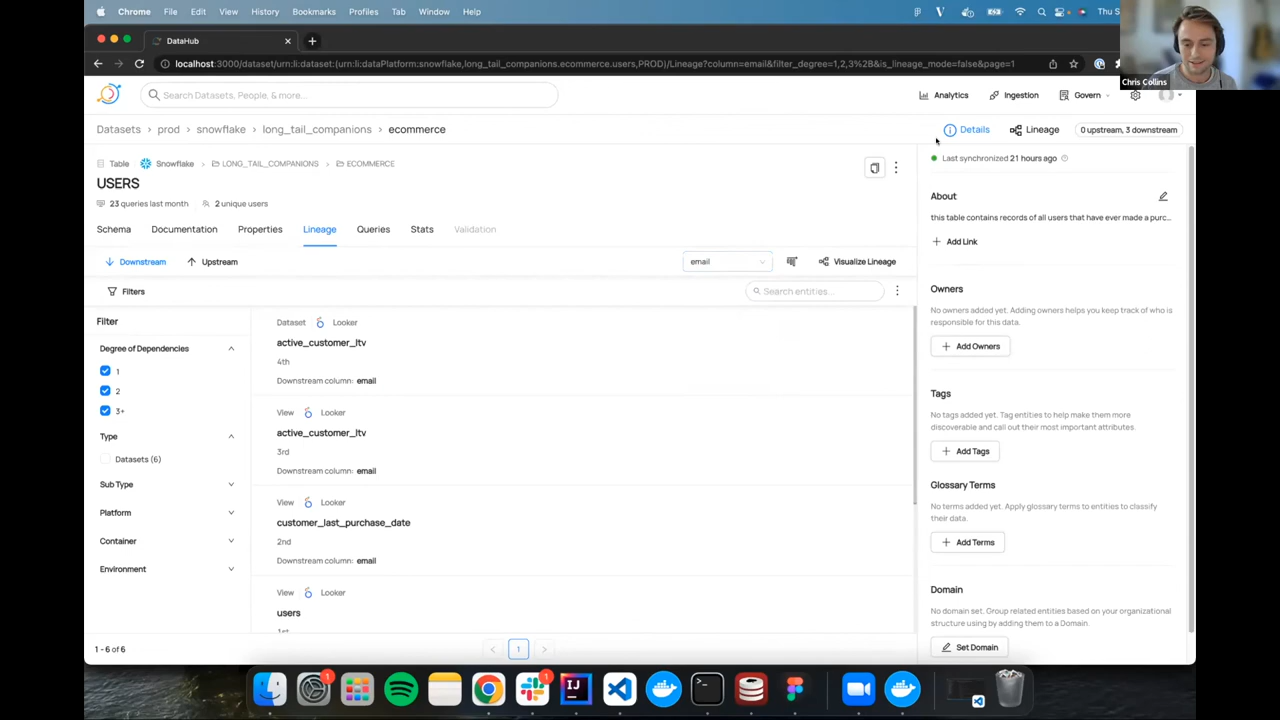 Chrome File Edit View History Bookmarks Profiles Tab Window Help
Thu S
DataHub
localhost:3000/dataset/urn:li:dataset:(urn:li:dataPlatform:snowflake,long_tail_companions.ecommerce.users,PROD)/Lineage?column=email&filter_degree=1,2,3%2B&is_lineage_mode=false&page=1
Chris Collins
Search Datasets, People, & more...
Analytics
Ingestion
Govern
Datasets > prod > snowflake > long_tail_companions > ecommerce
Details
Lineage
0 upstream, 3 downstream
Table Snowflake > LONG_TAIL_COMPANIONS > ECOMMERCE
USERS
23 queries last month 2 unique users
Schema Documentation Properties Lineage Queries Stats Validation
Downstream Upstream
email
Visualize Lineage
Filters
Search entities...
Filter
Degree of Dependencies
1
2
3+
Type
Datasets (6)
Sub Type
Platform
Container
Environment
Dataset Looker
active_customer_ltv
4th
Downstream column: email
View Looker
active_customer_ltv
3rd
Downstream column: email
View Looker
customer_last_purchase_date
2nd
Downstream column: email
View Looker
users
1st
1 - 6 of 6
1
Last synchronized 21 hours ago
About
this table contains records of all users that have ever made a purc...
+ Add Link
Owners
No owners added yet. Adding owners helps you keep track of who is
responsible for this data.
+ Add Owners
Tags
No tags added yet. Tag entities to help make them more
discoverable and call out their most important attributes.
+ Add Tags
Glossary Terms
No terms added yet. Apply glossary terms to entities to classify
their data.
+ Add Terms
Domain
No domain set. Group related entities based on your organizational
structure using by adding them to a Domain.
Set Domain
1
1